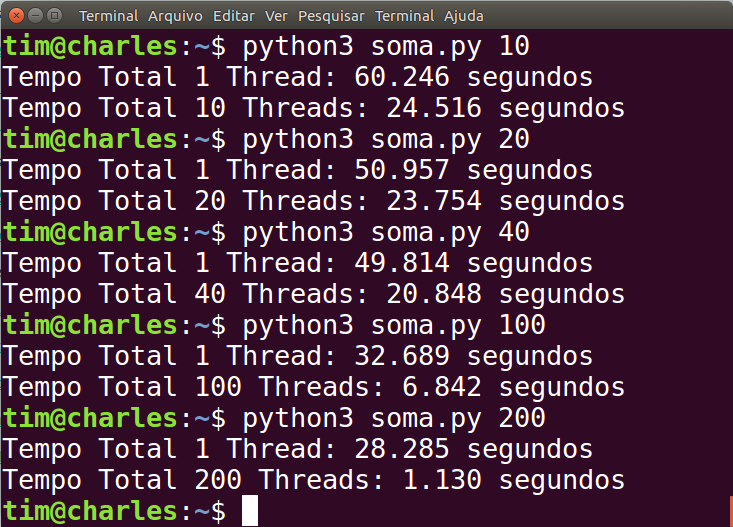 Terminal Arquivo Editar Ver Pesquisar Terminal Ajuda
tim@charles:~$ python3 soma.py 10
Tempo Total 1 Thread: 60.246 segundos
Tempo Total 10 Threads: 24.516 segundos
tim@charles:~$ python3 soma.py 20
Tempo Total 1 Thread: 50.957 segundos
Tempo Total 20 Threads: 23.754 segundos
tim@charles:~$ python3 soma.py 40
Tempo Total 1 Thread: 49.814 segundos
Tempo Total 40 Threads: 20.848 segundos
tim@charles:~$ python3 soma.py 100
Tempo Total 1 Thread: 32.689 segundos
Tempo Total 100 Threads: 6.842 segundos
tim@charles:~$ python3 soma.py 200
Tempo Total 1 Thread: 28.285 segundos
Tempo Total 200 Threads: 1.130 segundos
tim@charles:~$